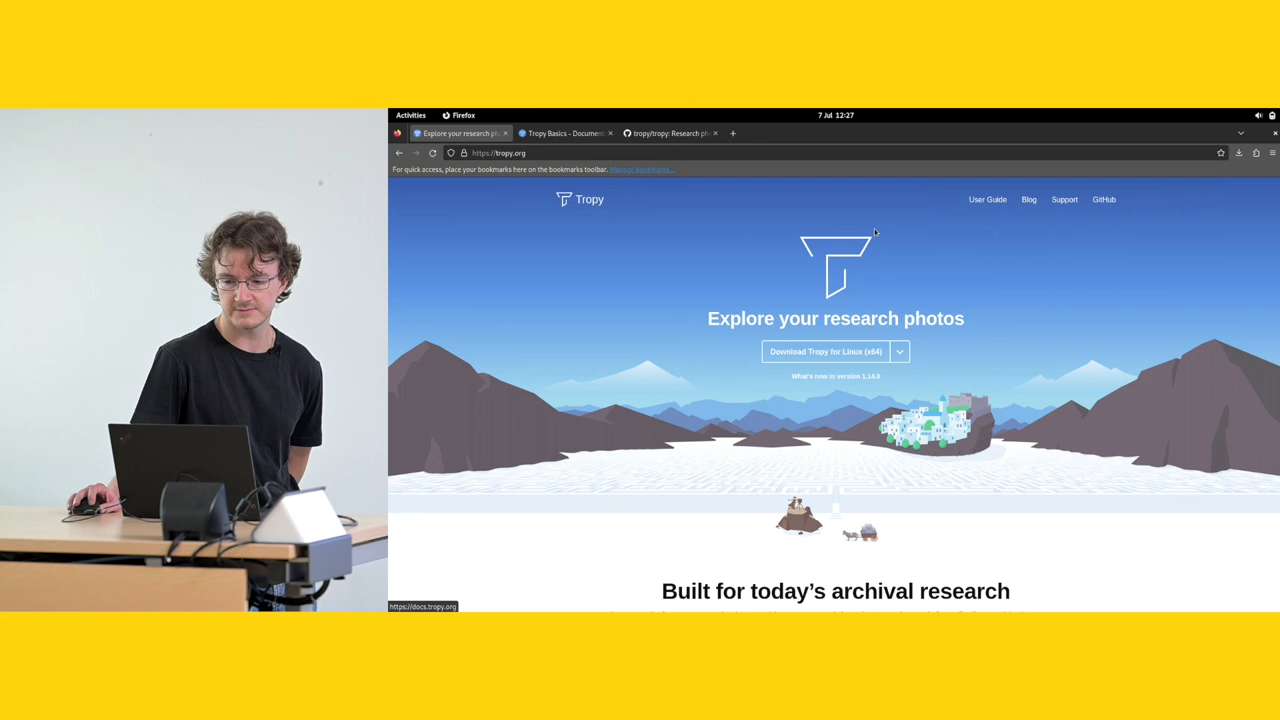 Activities Firefox 7 Jul 12:27
Explore your research ph Tropy Basics - Document tropy/tropy: Research ph
https://tropy.org
For quick access, place your bookmarks here on the bookmarks toolbar. Manage bookmarks...
Tropy User Guide Blog Support GitHub
Explore your research photos
Download Tropy for Linux (x64)
What's new in version 1.14.0
Built for today's archival research
https://docs.tropy.org